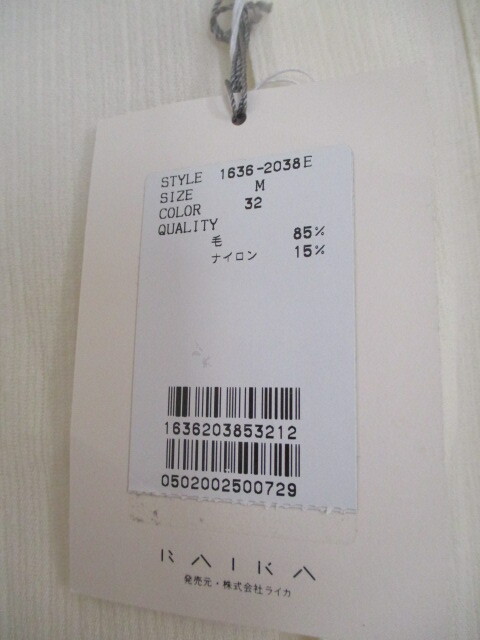 STYLE 1636-2038E
SIZE M
COLOR 32
QUALITY
毛 85%
ナイロン 15%
1636203853212
0502002500729
RAIKA
発売元・株式会社ライカ